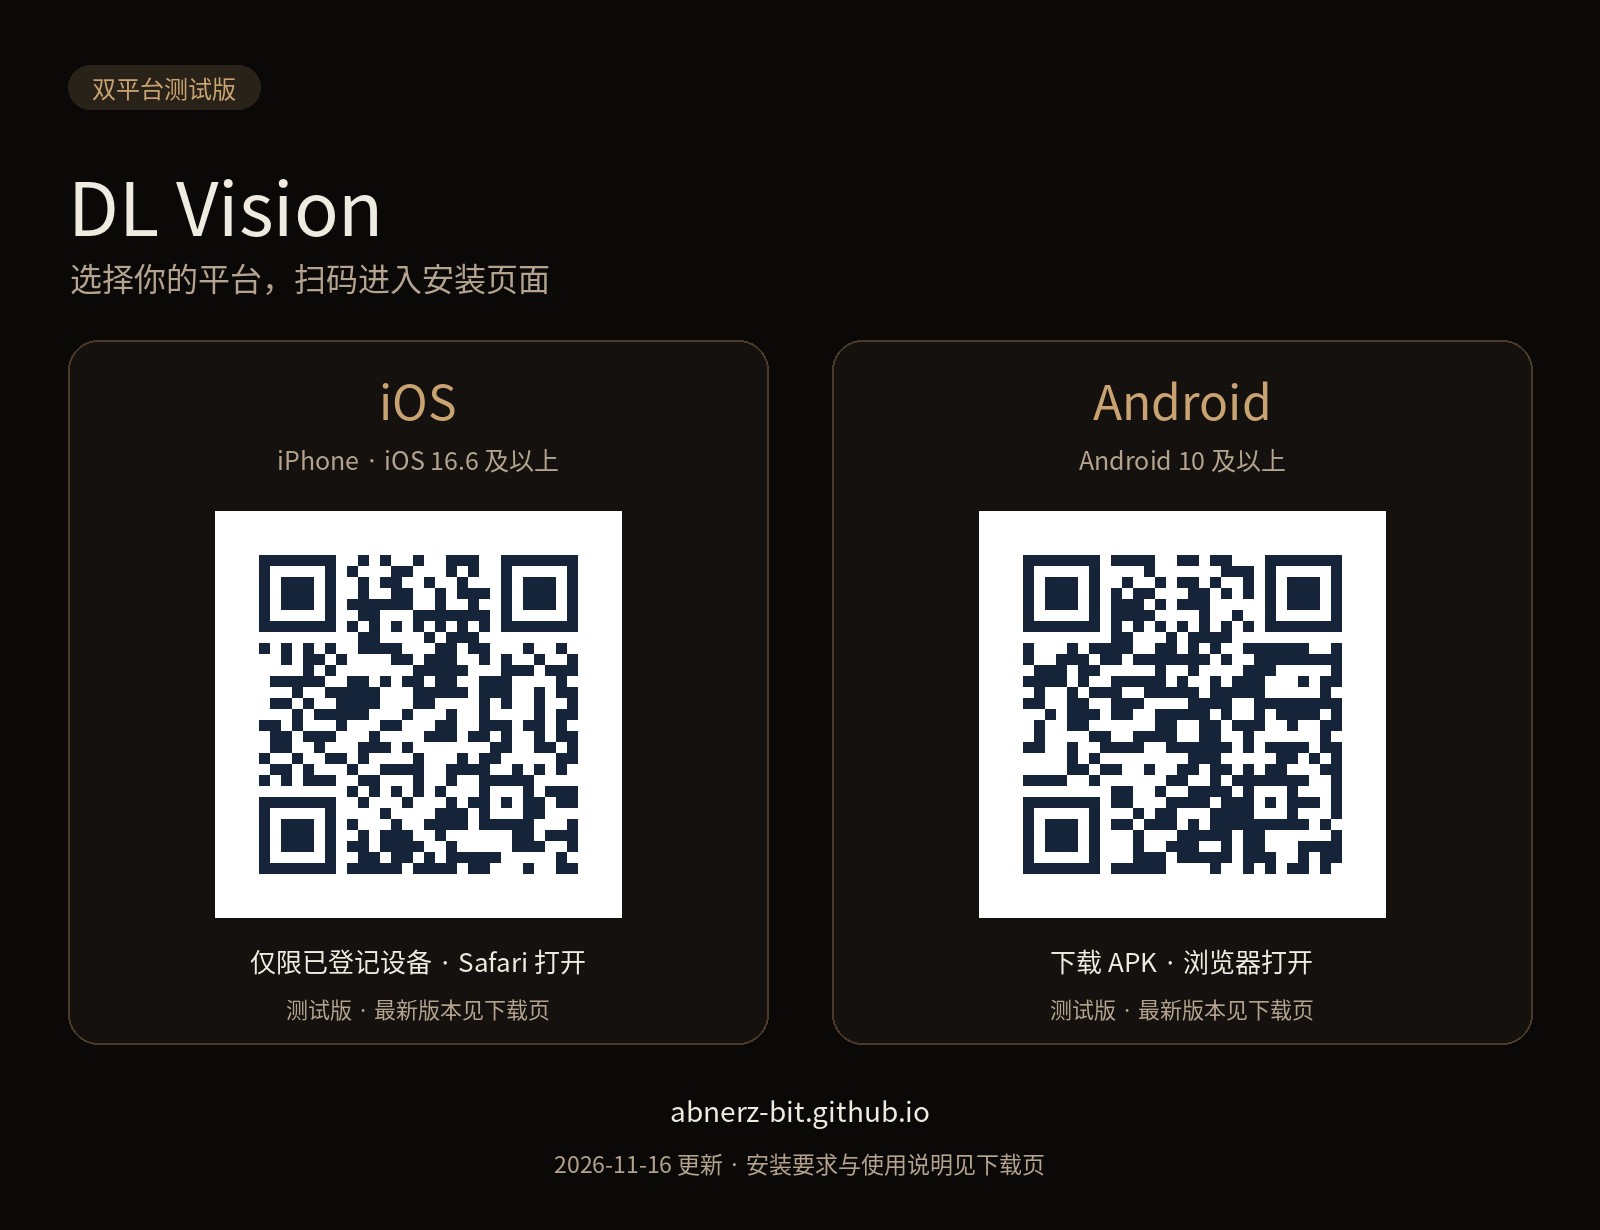 双平台测试版
DL Vision
选择你的平台，扫码进入安装页面
iOS
iPhone · iOS 16.6 及以上
仅限已登记设备 · Safari 打开
测试版 · 最新版本见下载页
Android
Android 10 及以上
下载 APK · 浏览器打开
测试版 · 最新版本见下载页
abnerz-bit.github.io
2026-11-16 更新 · 安装要求与使用说明见下载页